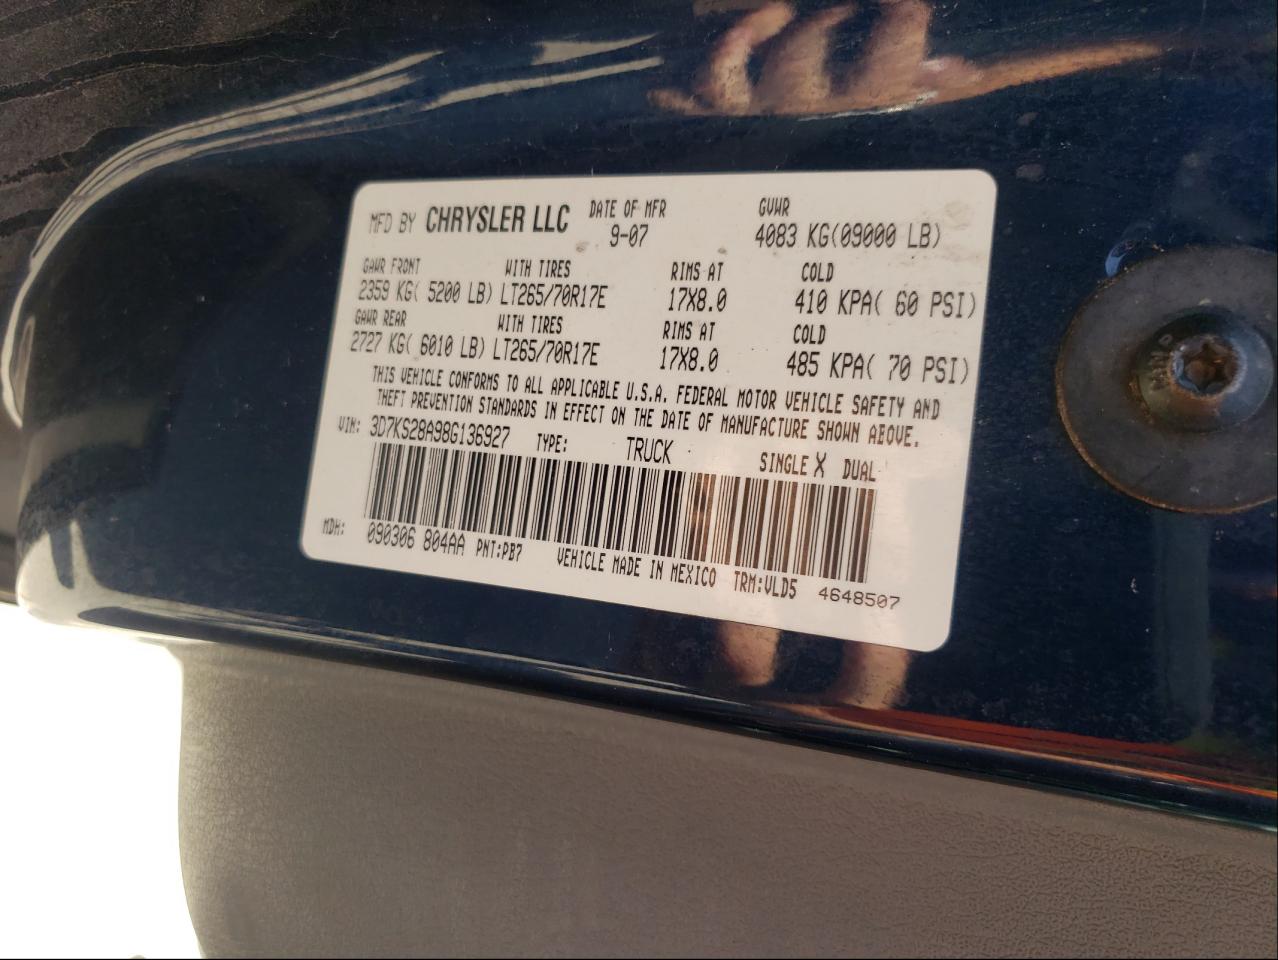 MFD BY CHRYSLER LLC DATE OF MFR 9-07 GVWR 4083 KG(09000 LB)
GAWR FRONT WITH TIRES RIMS AT COLD
2359 KG( 5200 LB) LT265/70R17E 17X8.0 410 KPA( 60 PSI)
GAWR REAR WITH TIRES RIMS AT COLD
2727 KG( 6010 LB) LT265/70R17E 17X8.0 485 KPA( 70 PSI)
THIS VEHICLE CONFORMS TO ALL APPLICABLE U.S.A. FEDERAL MOTOR VEHICLE SAFETY AND
THEFT PREVENTION STANDARDS IN EFFECT ON THE DATE OF MANUFACTURE SHOWN ABOVE.
VIN: 3D7KS28A98G136927 TYPE: TRUCK SINGLE X DUAL
MDH: 090306 804AA PNT:PB7 VEHICLE MADE IN MEXICO TRM:VLD5 4648507